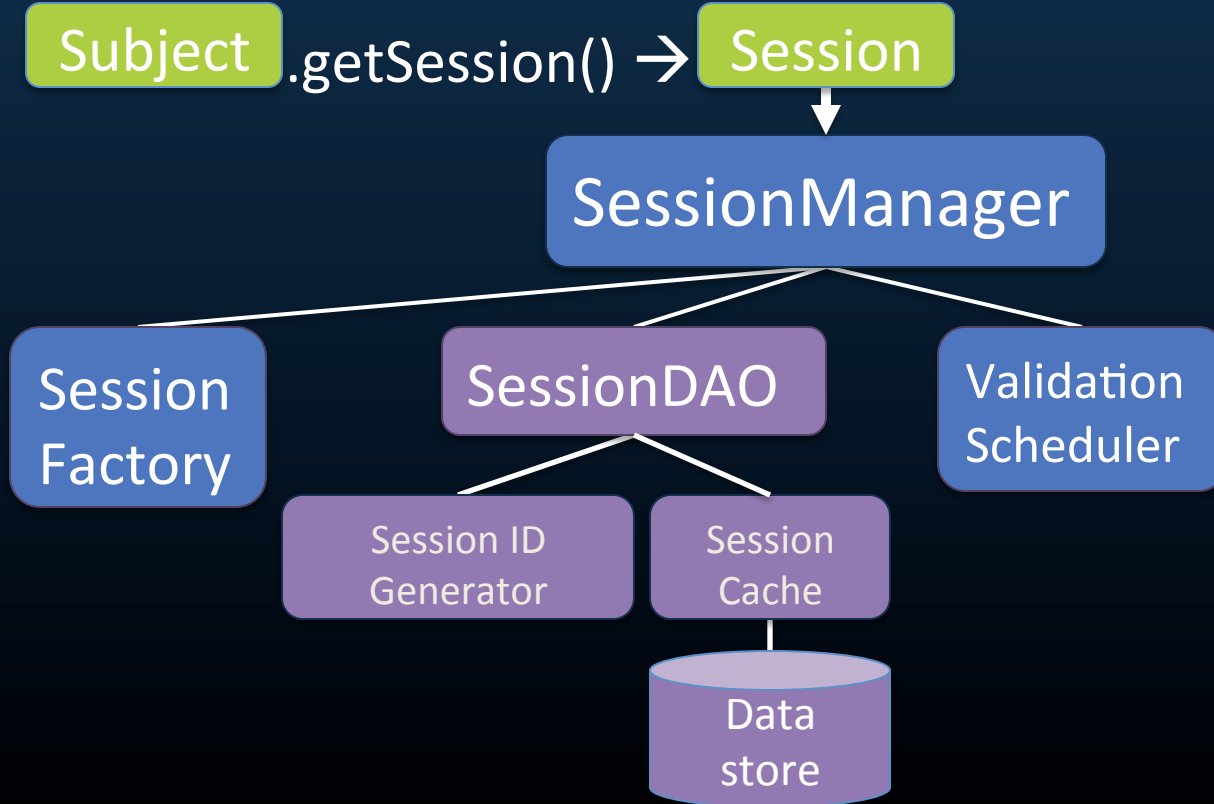 Subject .getSession() → Session
SessionManager
Session
Factory
SessionDAO
Validation
Scheduler
Session ID
Generator
Session
Cache
Data
store